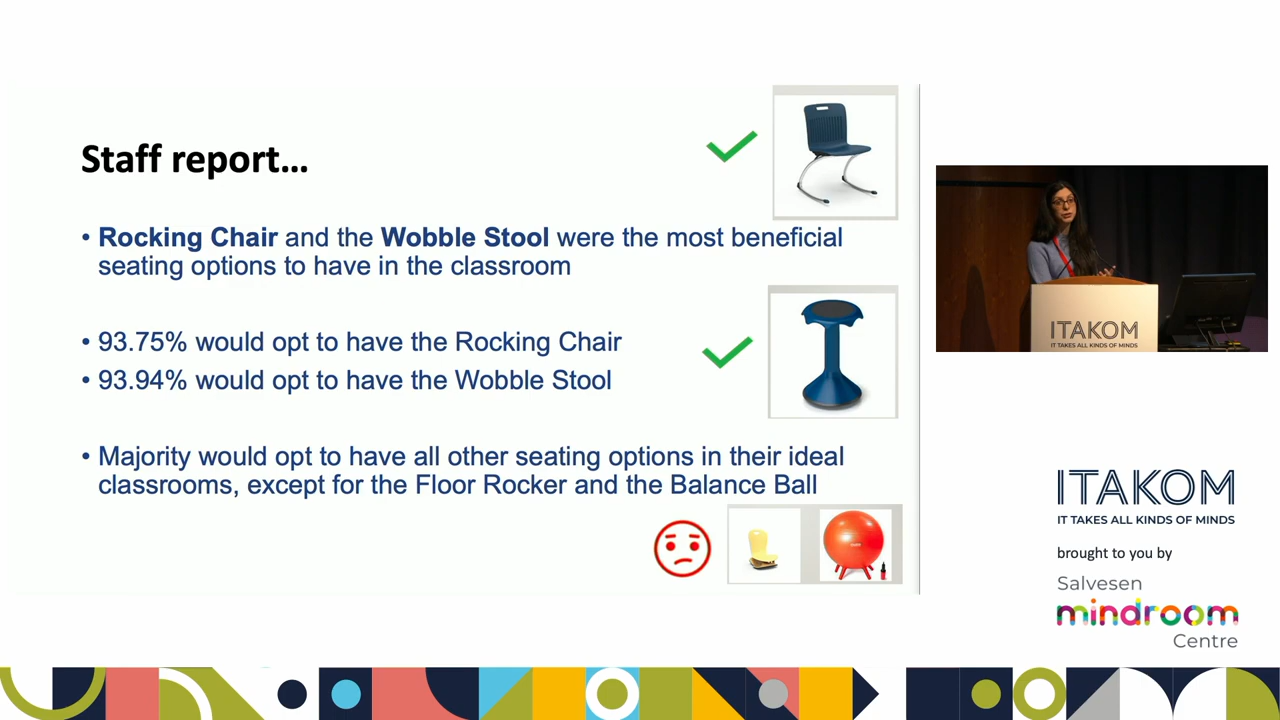 Staff report...
• Rocking Chair and the Wobble Stool were the most beneficial
seating options to have in the classroom
• 93.75% would opt to have the Rocking Chair
• 93.94% would opt to have the Wobble Stool
• Majority would opt to have all other seating options in their ideal
classrooms, except for the Floor Rocker and the Balance Ball
ITAKOM
IT TAKES ALL KINDS OF MINDS
ITAKOM
IT TAKES ALL KINDS OF MINDS
brought to you by
Salvesen
mindroom
Centre